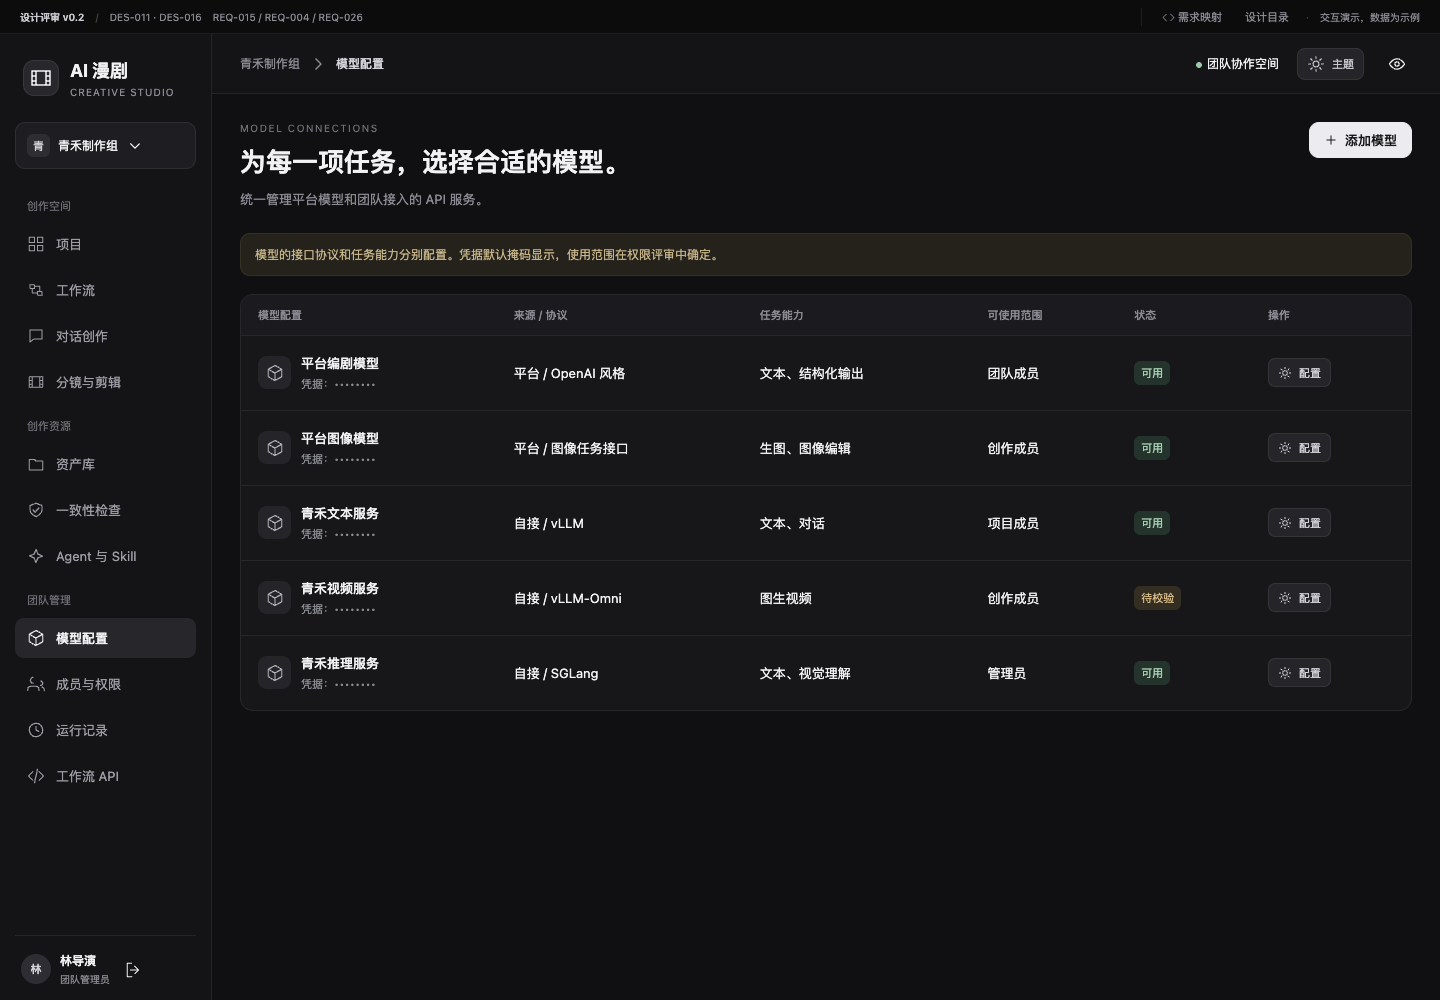 设计评审 v0.2 / DES-011 · DES-016 REQ-015 / REQ-004 / REQ-026
需求映射 设计目录 · 交互演示，数据为示例
AI 漫剧
CREATIVE STUDIO
青 青禾制作组
创作空间
项目
工作流
对话创作
分镜与剪辑
创作资源
资产库
一致性检查
Agent 与 Skill
团队管理
模型配置
成员与权限
运行记录
工作流 API
林 林导演
团队管理员
青禾制作组 模型配置
团队协作空间 主题
MODEL CONNECTIONS
为每一项任务，选择合适的模型。
统一管理平台模型和团队接入的 API 服务。
添加模型
模型的接口协议和任务能力分别配置。凭据默认掩码显示，使用范围在权限评审中确定。
模型配置 来源 / 协议 任务能力 可使用范围 状态 操作
平台编剧模型
凭据：••••••••
平台 / OpenAI 风格 文本、结构化输出 团队成员 可用 配置
平台图像模型
凭据：••••••••
平台 / 图像任务接口 生图、图像编辑 创作成员 可用 配置
青禾文本服务
凭据：••••••••
自接 / vLLM 文本、对话 项目成员 可用 配置
青禾视频服务
凭据：••••••••
自接 / vLLM-Omni 图生视频 创作成员 待校验 配置
青禾推理服务
凭据：••••••••
自接 / SGLang 文本、视觉理解 管理员 可用 配置